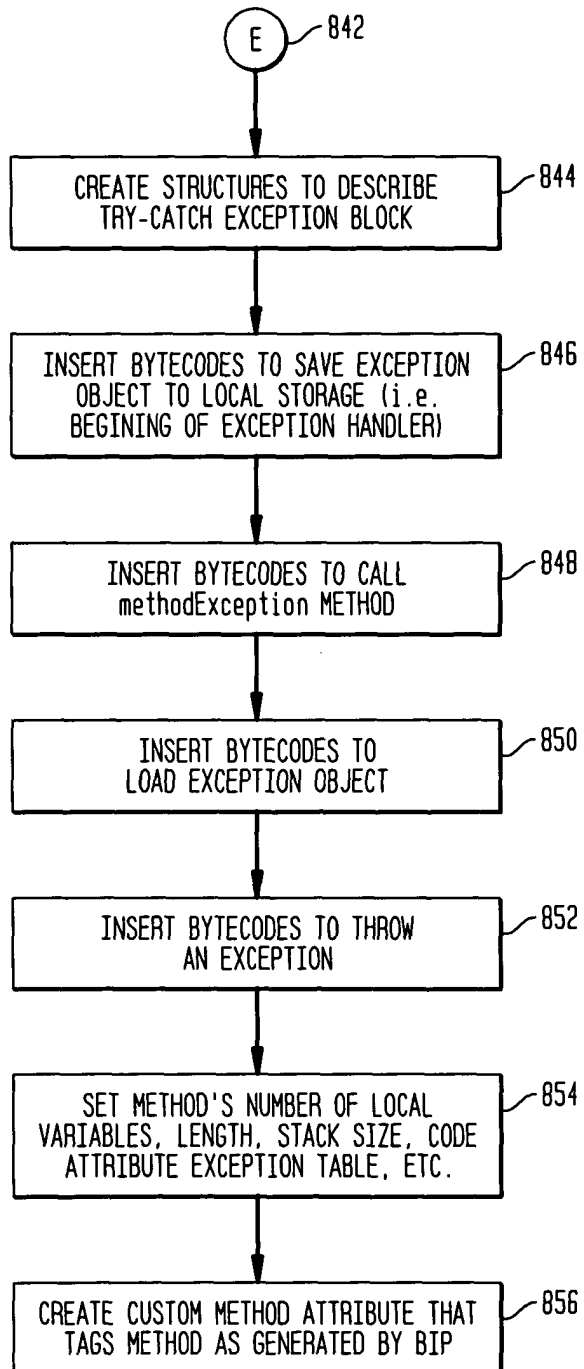 E
842
CREATE STRUCTURES TO DESCRIBE
TRY-CATCH EXCEPTION BLOCK
844
INSERT BYTECODES TO SAVE EXCEPTION
OBJECT TO LOCAL STORAGE (i.e.
BEGINING OF EXCEPTION HANDLER)
846
INSERT BYTECODES TO CALL
methodException METHOD
848
INSERT BYTECODES TO
LOAD EXCEPTION OBJECT
850
INSERT BYTECODES TO THROW
AN EXCEPTION
852
SET METHOD'S NUMBER OF LOCAL
VARIABLES, LENGTH, STACK SIZE, CODE
ATTRIBUTE EXCEPTION TABLE, ETC.
854
CREATE CUSTOM METHOD ATTRIBUTE THAT
TAGS METHOD AS GENERATED BY BIP
856